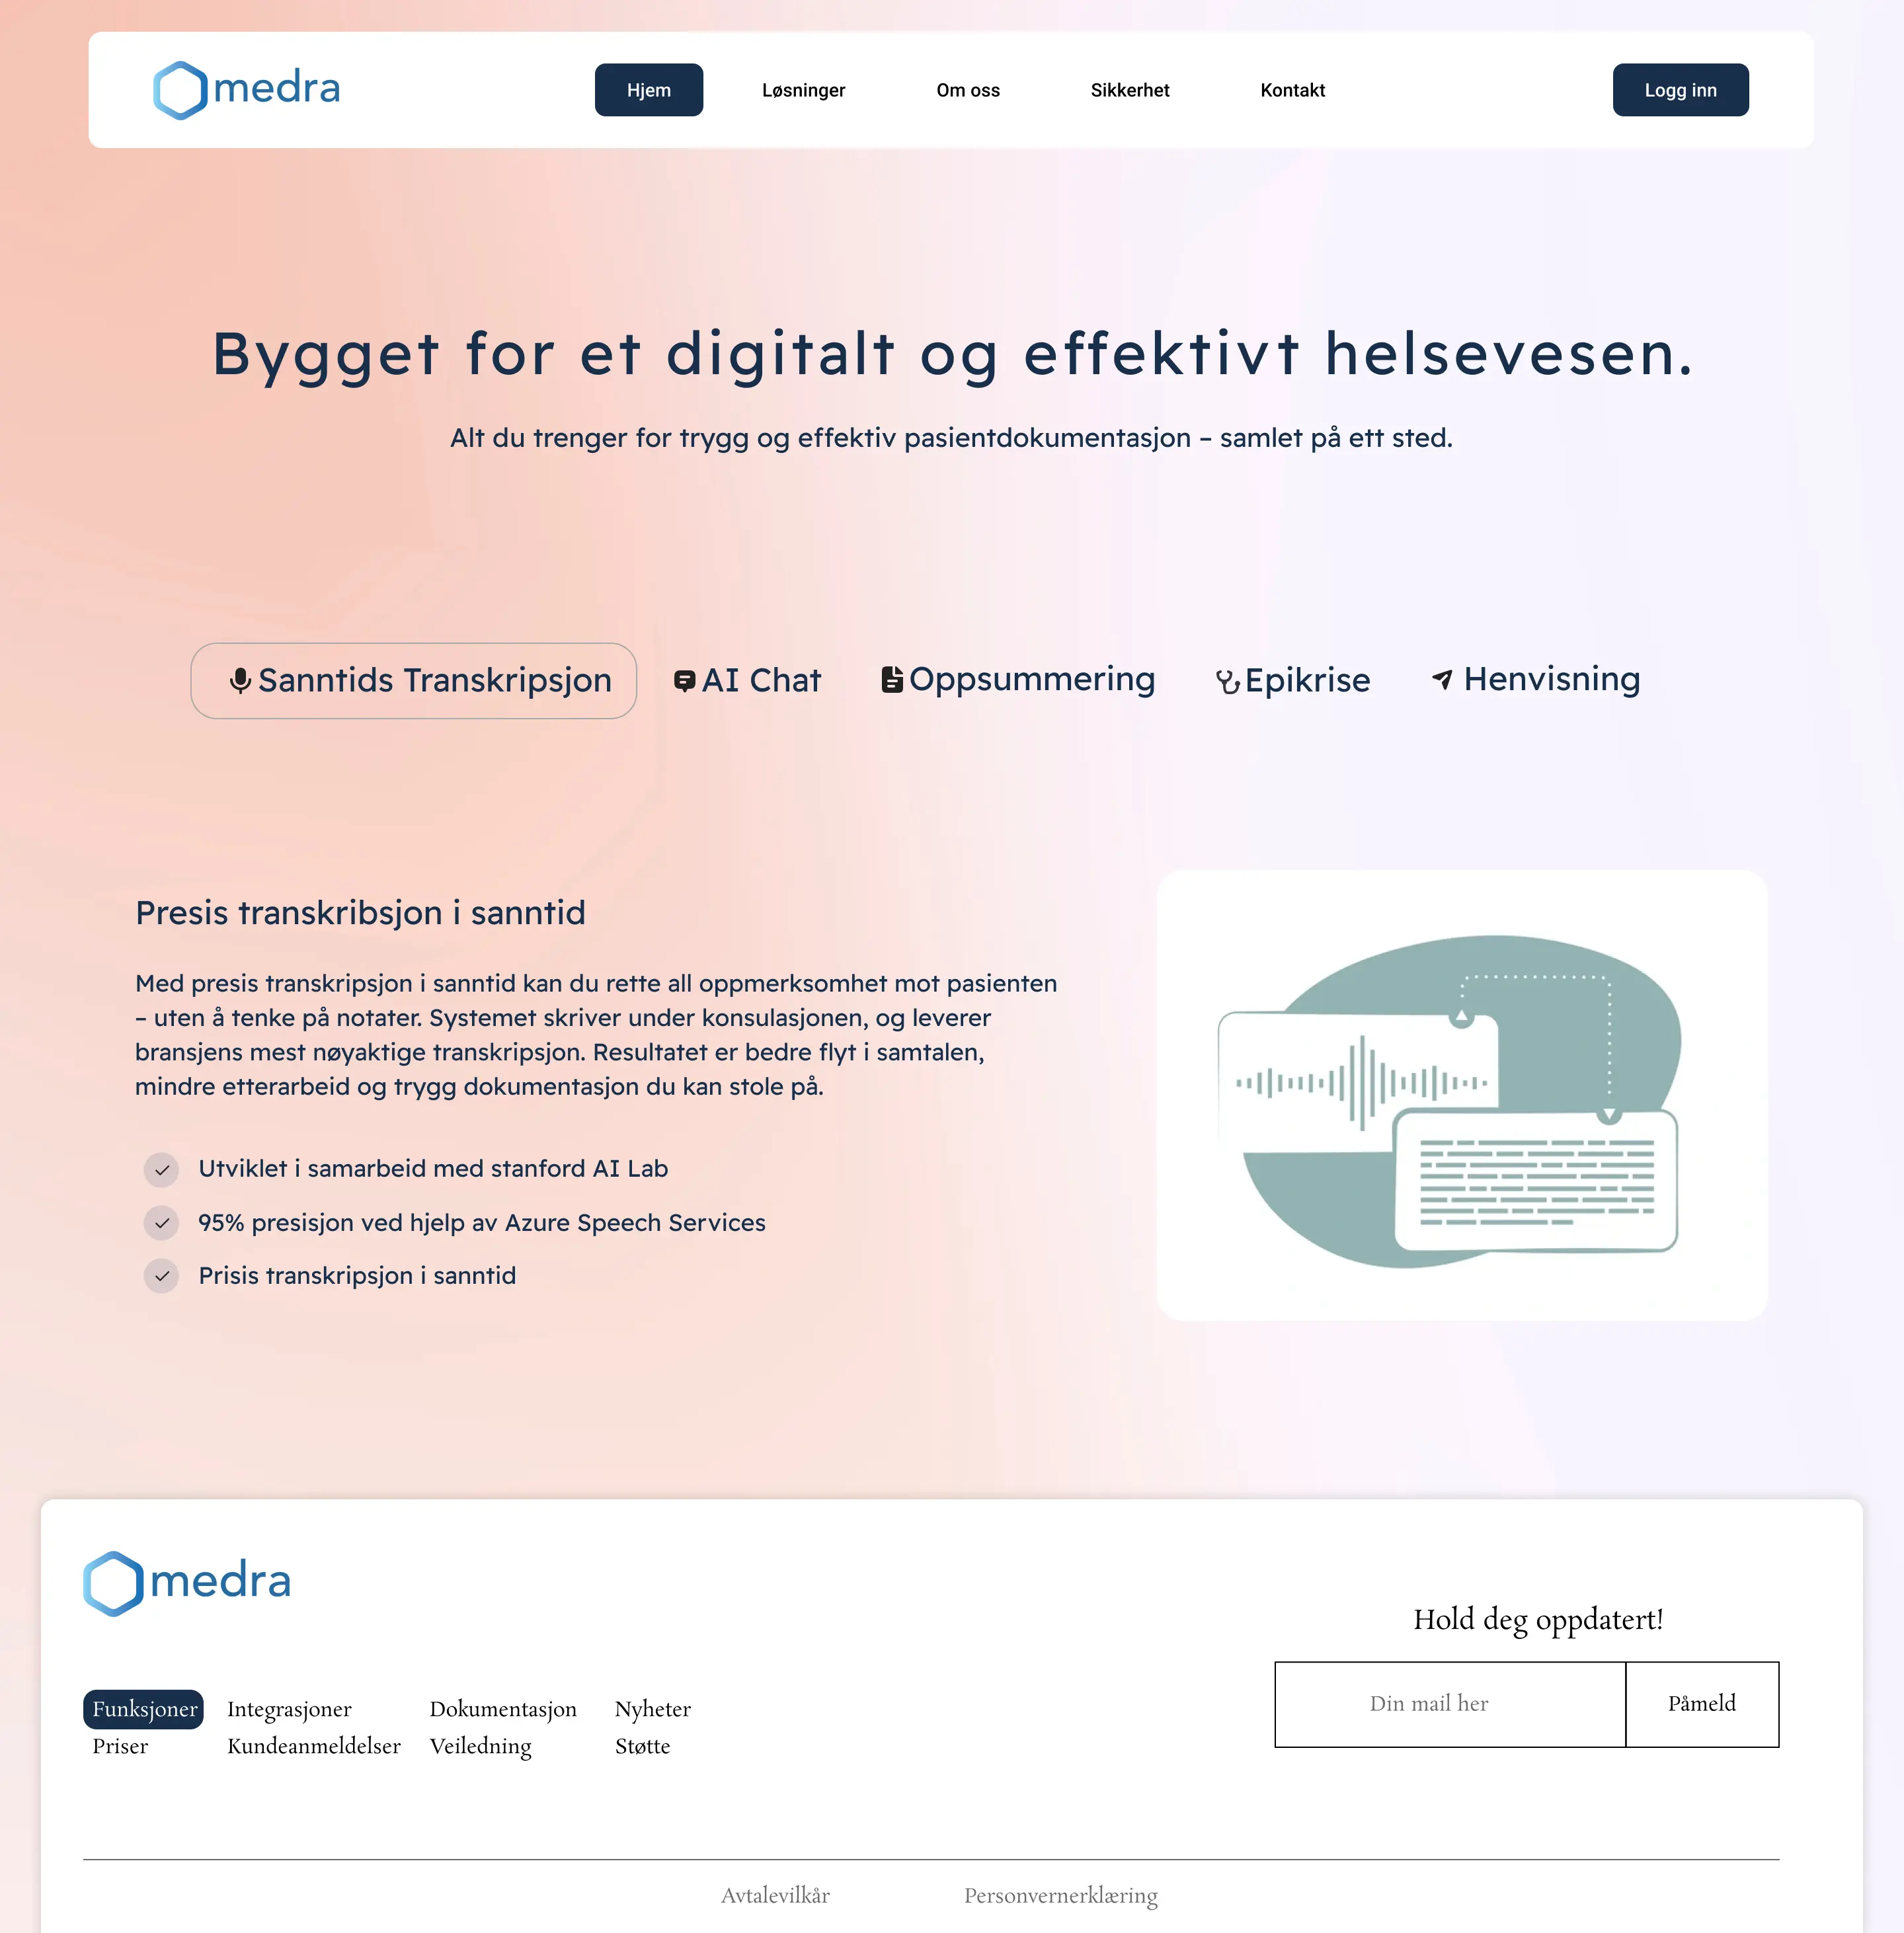 medra
Hjem
Løsninger
Om oss
Sikkerhet
Kontakt
Logg inn
Bygget for et digitalt og effektivt helsevesen.
Alt du trenger for trygg og effektiv pasientdokumentasjon – samlet på ett sted.
Sanntids Transkripsjon
AI Chat
Oppsummering
Epikrise
Henvisning
Presis transkribsjon i sanntid
Med presis transkripsjon i sanntid kan du rette all oppmerksomhet mot pasienten
– uten å tenke på notater. Systemet skriver under konsulasjonen, og leverer
bransjens mest nøyaktige transkripsjon. Resultatet er bedre flyt i samtalen,
mindre etterarbeid og trygg dokumentasjon du kan stole på.
Utviklet i samarbeid med stanford AI Lab
95% presisjon ved hjelp av Azure Speech Services
Prisis transkripsjon i sanntid
medra
Funksjoner
Integrasjoner
Dokumentasjon
Nyheter
Priser
Kundeanmeldelser
Veiledning
Støtte
Hold deg oppdatert!
Din mail her
Påmeld
Avtalevilkår
Personvernerklæring